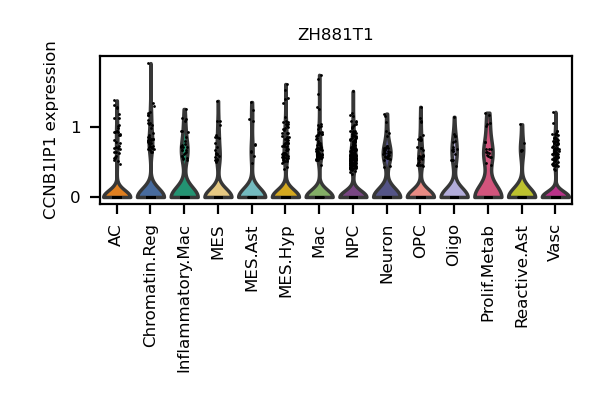 ZH881T1
CCNB1IP1 expression
1
0
AC
Chromatin.Reg
Inflammatory.Mac
MES
MES.Ast
MES.Hyp
Mac
NPC
Neuron
OPC
Oligo
Prolif.Metab
Reactive.Ast
Vasc